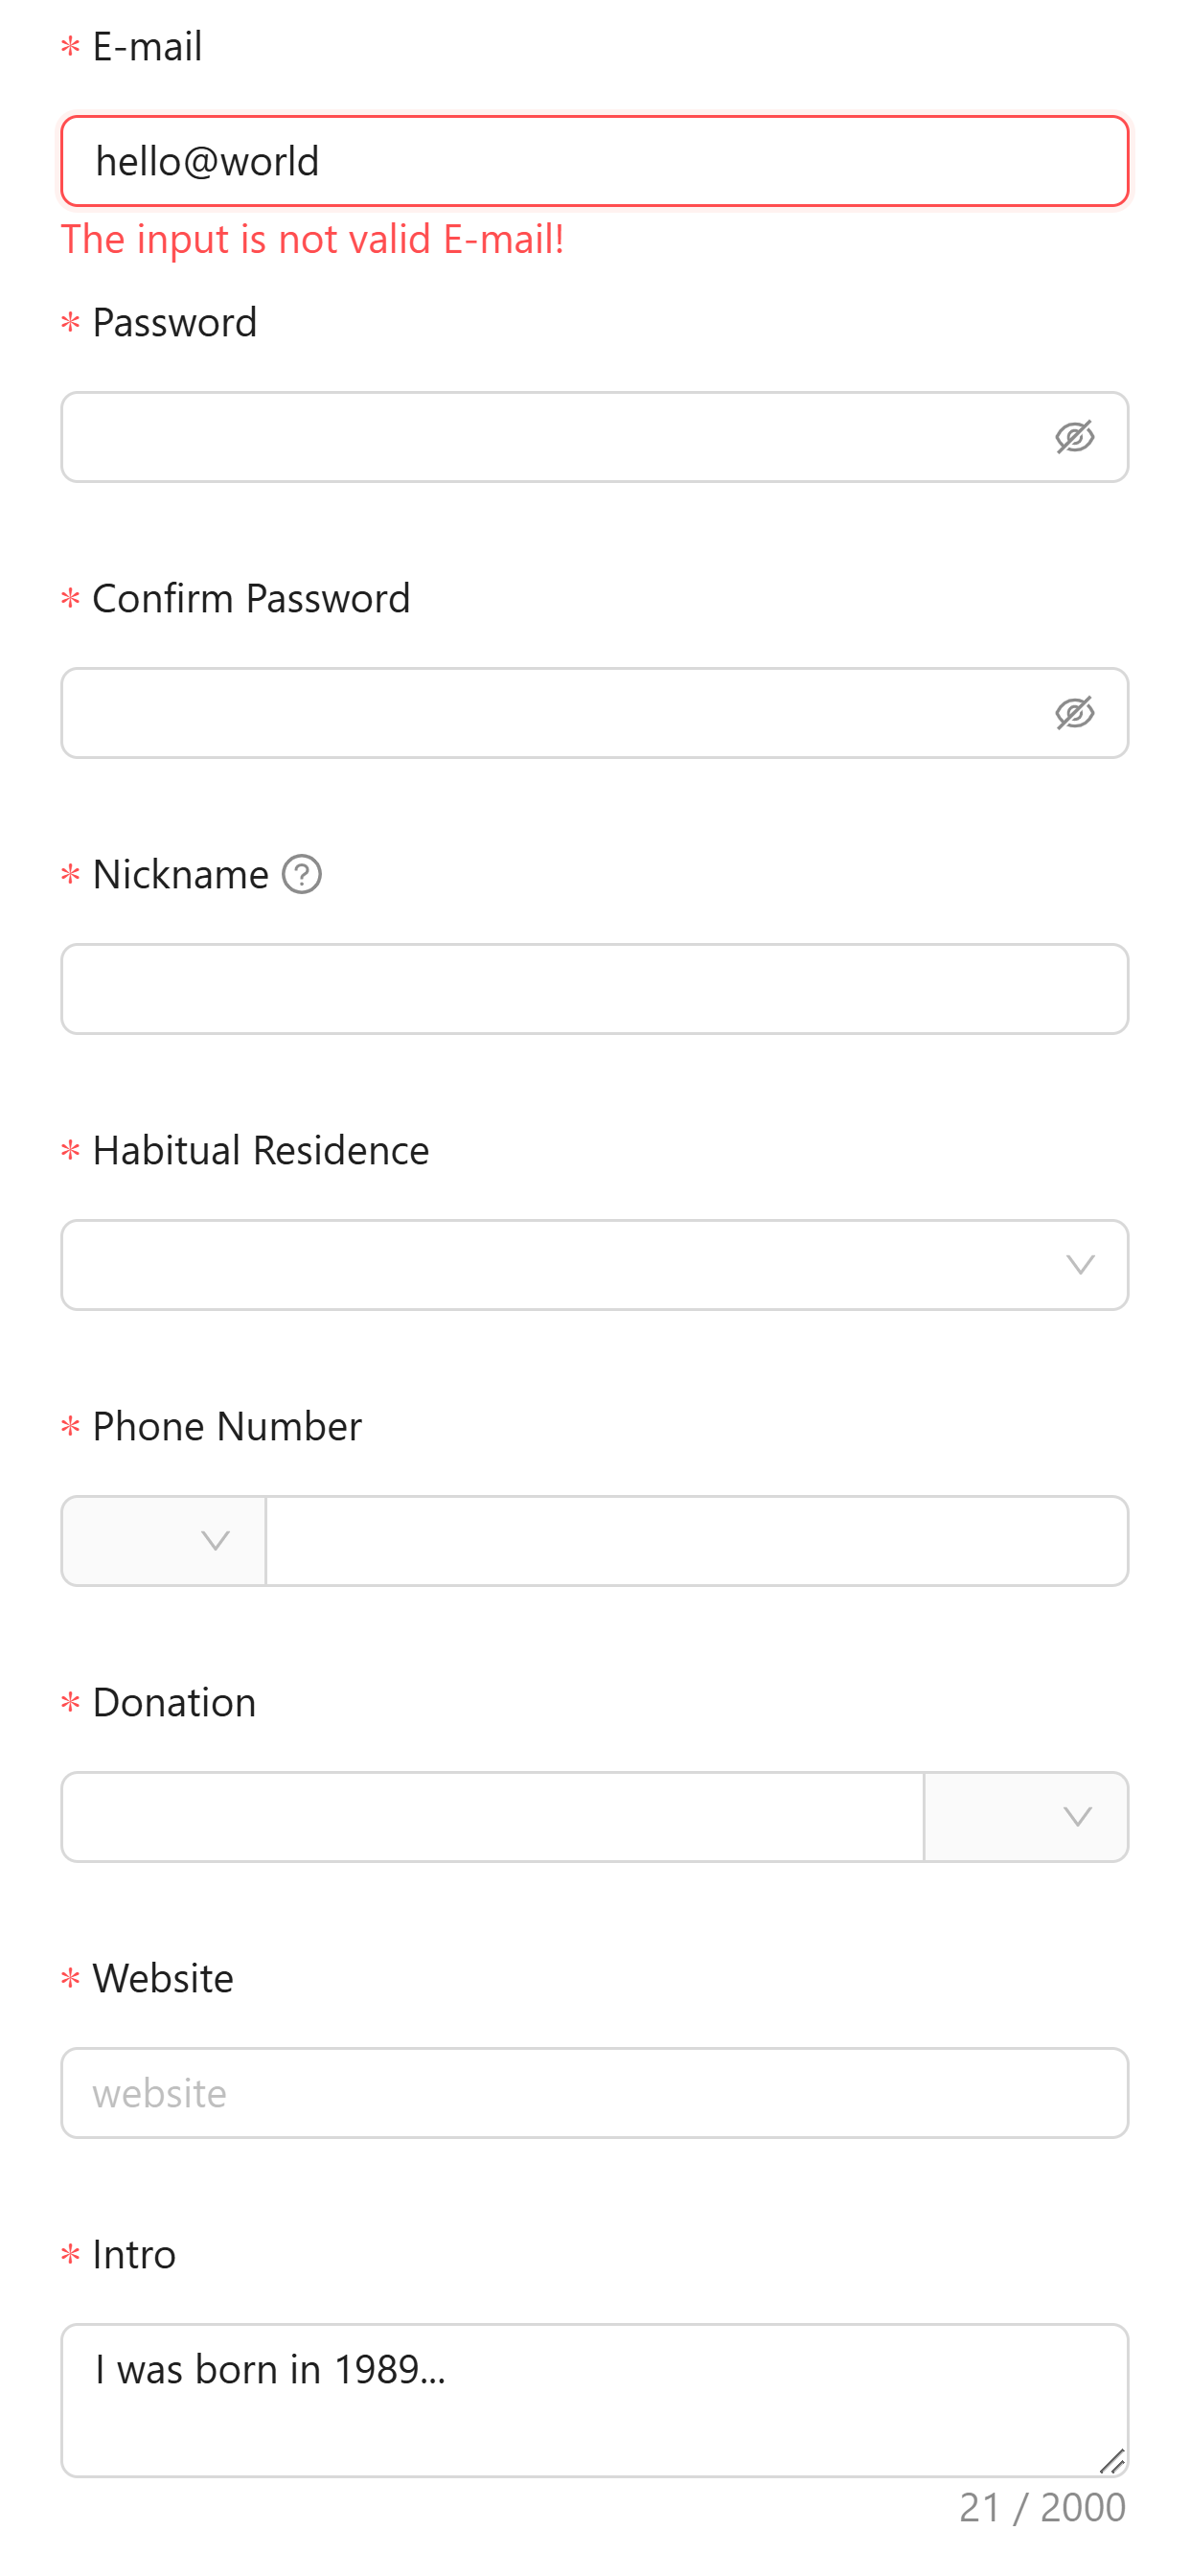 * E-mail
hello@world
The input is not valid E-mail!
* Password
* Confirm Password
* Nickname ?
* Habitual Residence
* Phone Number
* Donation
* Website
website
* Intro
I was born in 1989...
21 / 2000